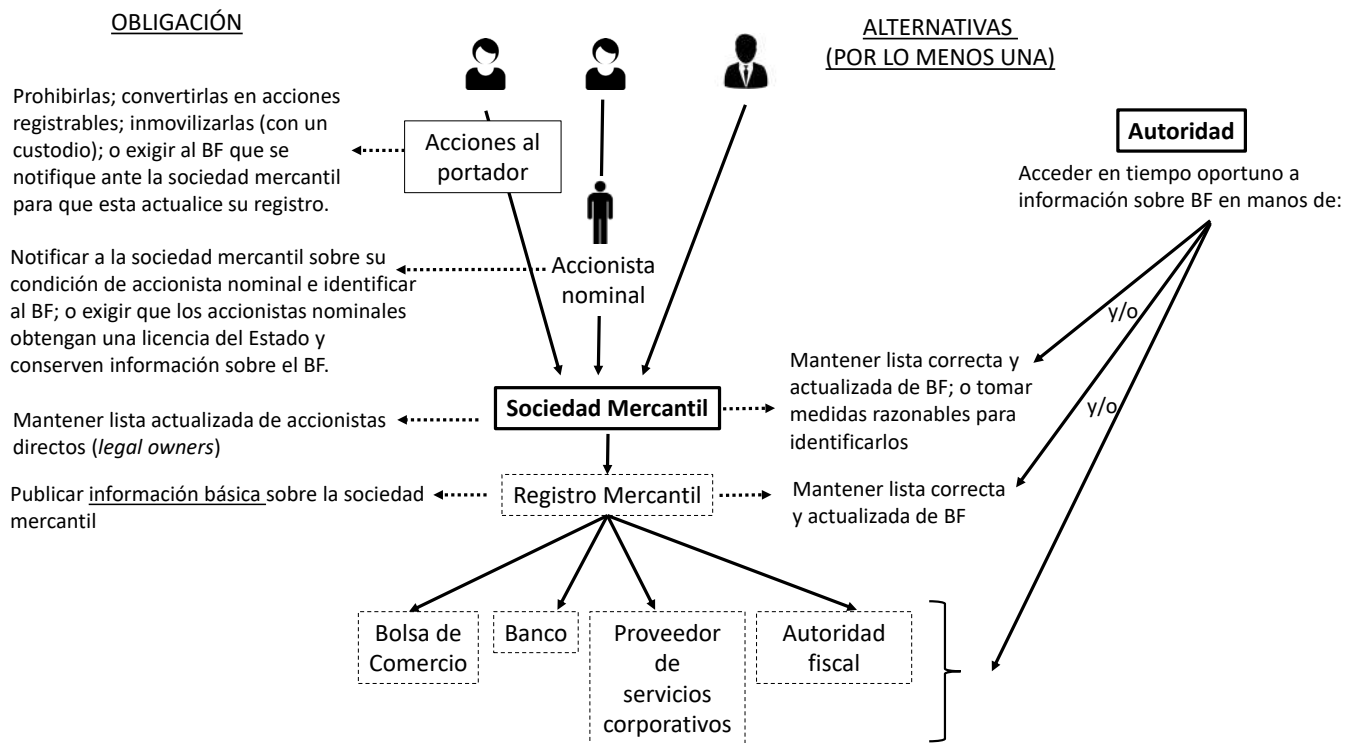 OBLIGACIÓN
ALTERNATIVAS
(POR LO MENOS UNA)
Prohibirlas; convertirlas en acciones
registrables; inmovilizarlas (con un
custodio); o exigir al BF que se
notifique ante la sociedad mercantil
para que esta actualice su registro.
Acciones al
portador
Autoridad
Acceder en tiempo oportuno a
información sobre BF en manos de:
Notificar a la sociedad mercantil sobre su
condición de accionista nominal e identificar
al BF; o exigir que los accionistas nominales
obtengan una licencia del Estado y
conserven información sobre el BF.
Accionista
nominal
y/o
y/o
Mantener lista actualizada de accionistas
directos (legal owners)
Sociedad Mercantil
Mantener lista correcta y
actualizada de BF; o tomar
medidas razonables para
identificarlos
Publicar información básica sobre la sociedad
mercantil
Registro Mercantil
Mantener lista correcta
y actualizada de BF
Bolsa de
Comercio
Banco
Proveedor
de
servicios
corporativos
Autoridad
fiscal